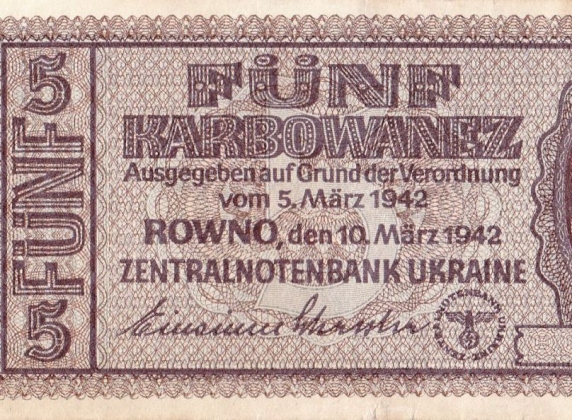 5 FÜNF 5
FÜNF
KARBOWANEZ
Ausgegeben auf Grund der Verordnung
vom 5. März 1942
ROWNO, den 10. März 1942
ZENTRALNOTENBANK UKRAINE